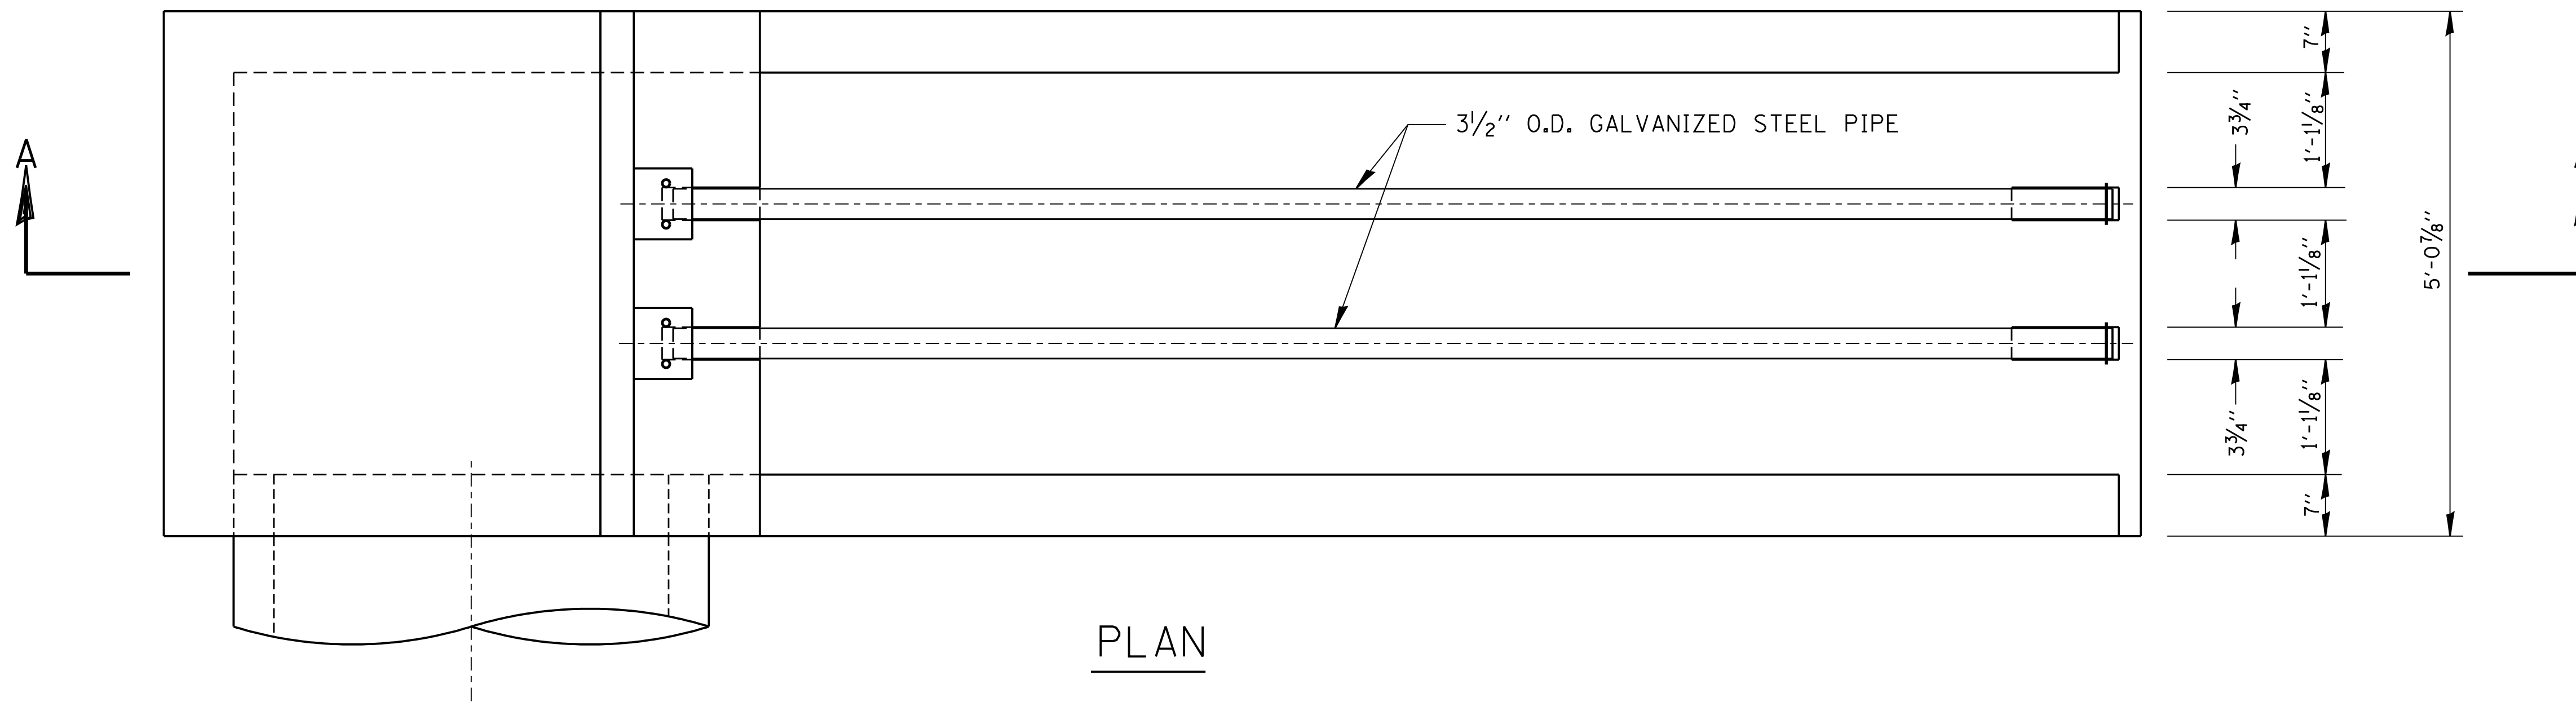 A
3½" O.D. GALVANIZED STEEL PIPE
7"
3¾"
1'-1⅛"
1'-1⅛"
5'-0⅞"
3¾"
1'-1⅛"
7"
PLAN